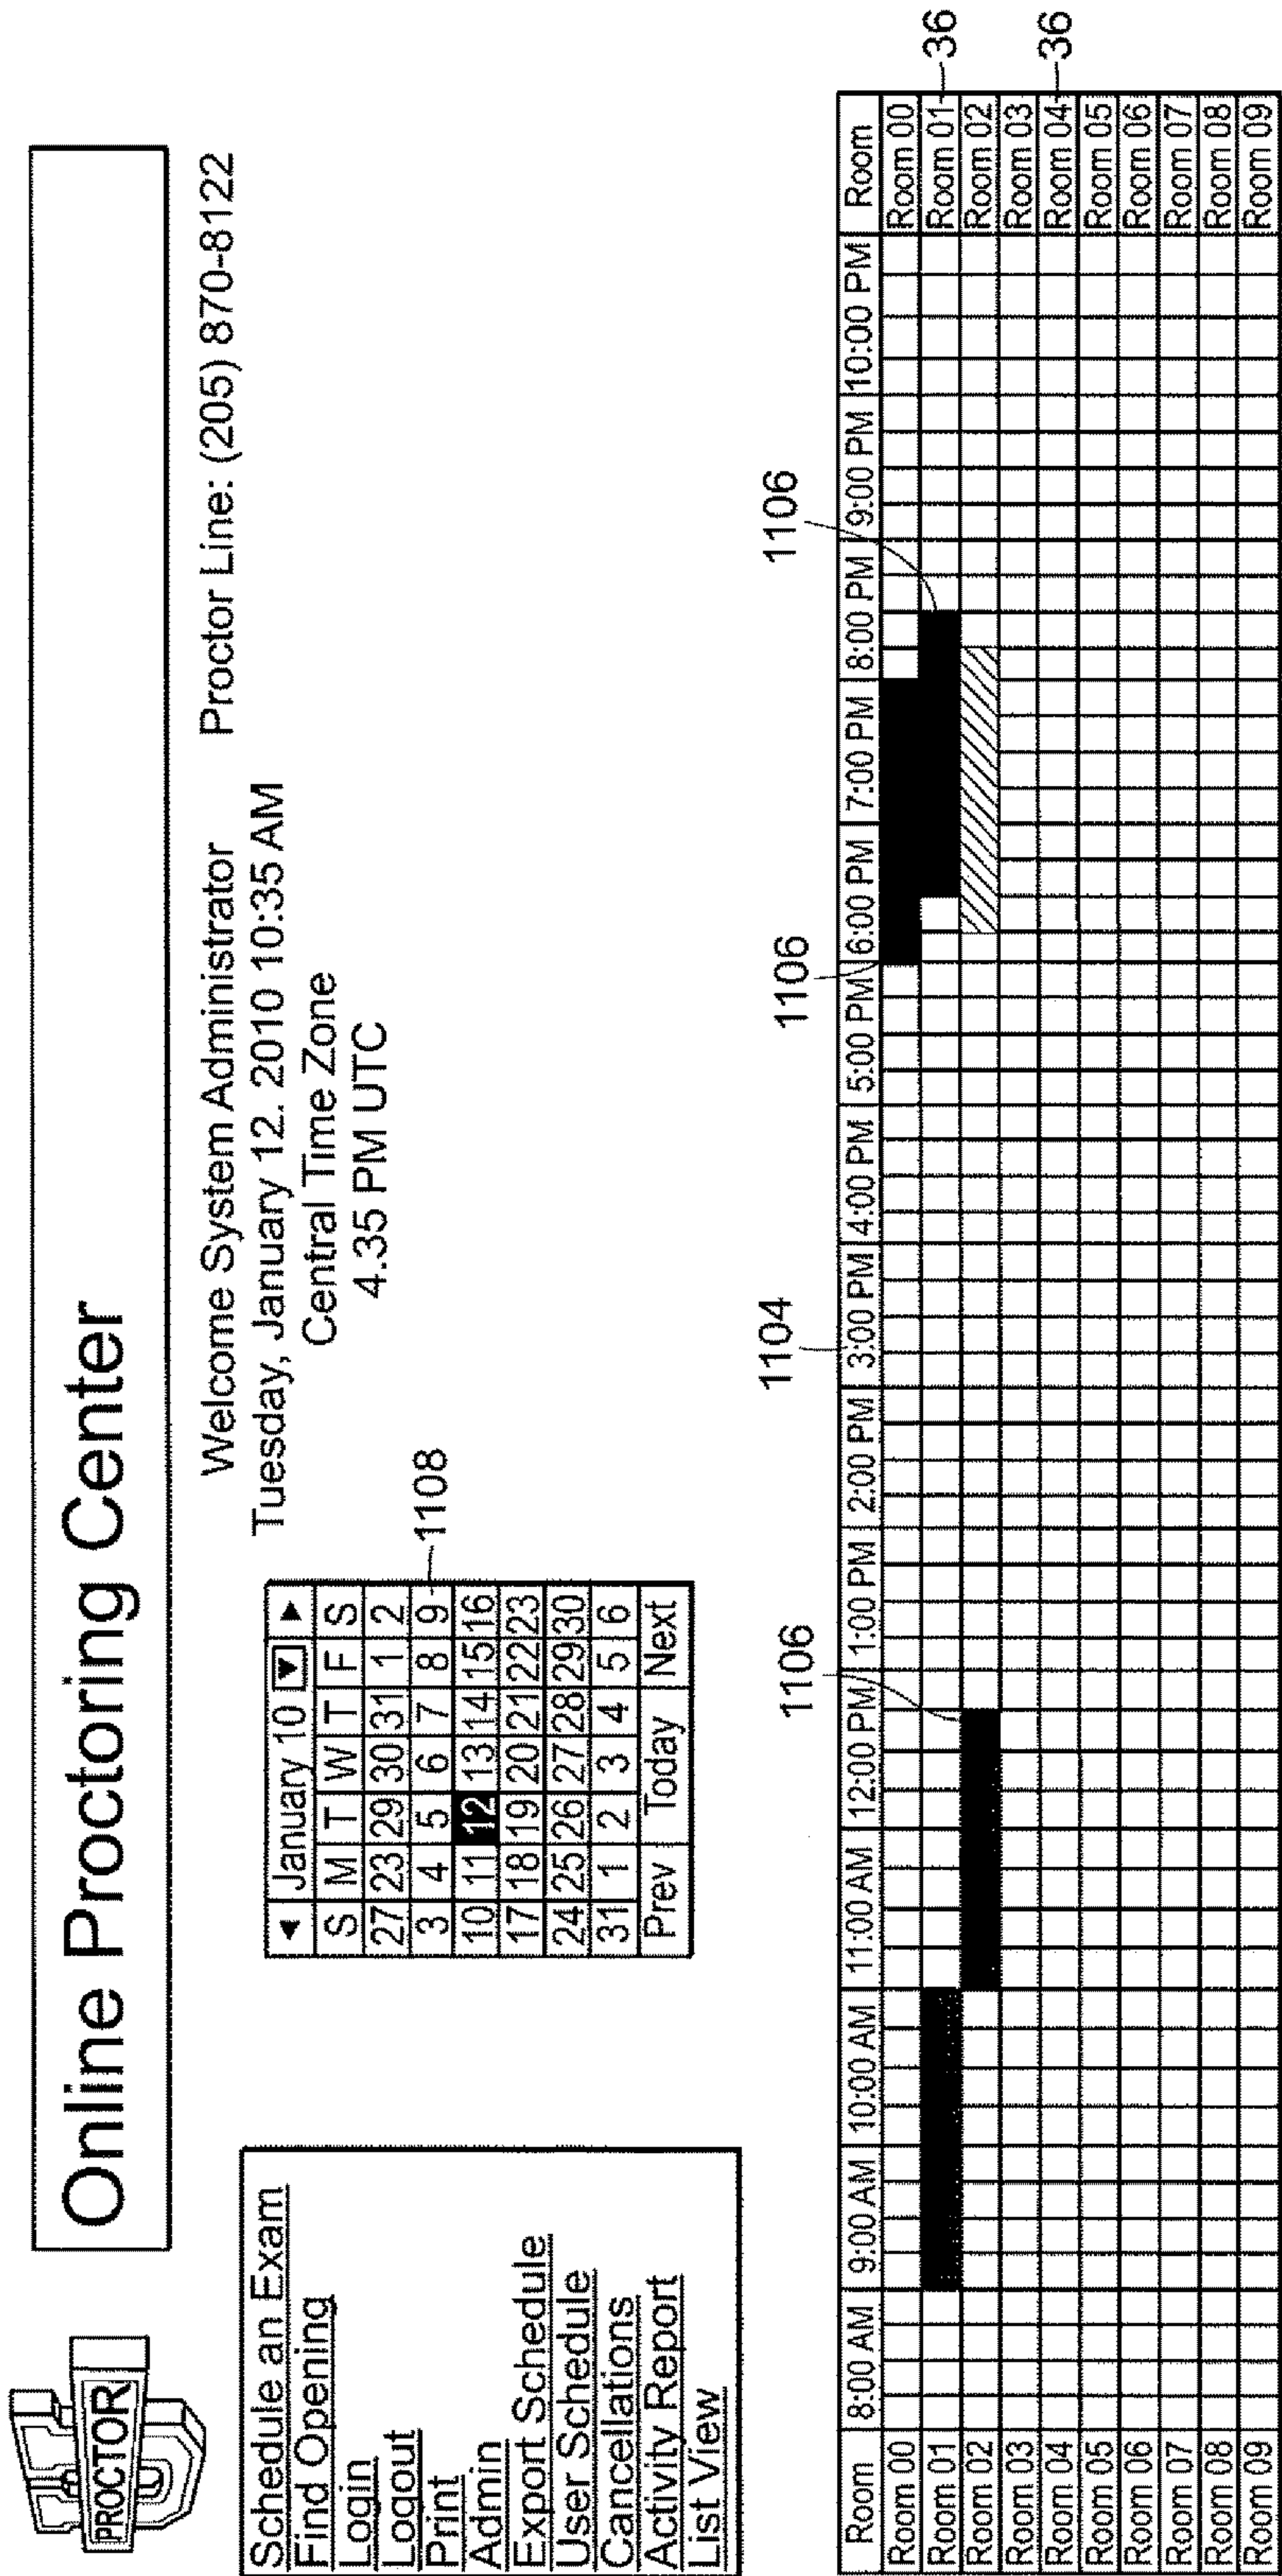 PROCTOR
Online Proctoring Center
Welcome System Administrator Proctor Line: (205) 870-8122
Tuesday, January 12. 2010 10:35 AM
Central Time Zone
4.35 PM UTC
Schedule an Exam
Find Opening
Login
Logout
Print
Admin
Export Schedule
User Schedule
Cancellations
Activity Report
List View
◄ January 10 ▼ ►
S M T W T F S
27 23 29 30 31 1 2
3 4 5 6 7 8 9 1108
10 11 12 13 14 15 16
17 18 19 20 21 22 23
24 25 26 27 28 29 30
31 1 2 3 4 5 6
Prev Today Next
1106 1104 1106 1106
Room 8:00 AM 9:00 AM 10:00 AM 11:00 AM 12:00 PM 1:00 PM 2:00 PM 3:00 PM 4:00 PM 5:00 PM 6:00 PM 7:00 PM 8:00 PM 9:00 PM 10:00 PM Room
Room 00 Room 00
Room 01 Room 01 36
Room 02 Room 02
Room 03 Room 03
Room 04 Room 04 36
Room 05 Room 05
Room 06 Room 06
Room 07 Room 07
Room 08 Room 08
Room 09 Room 09